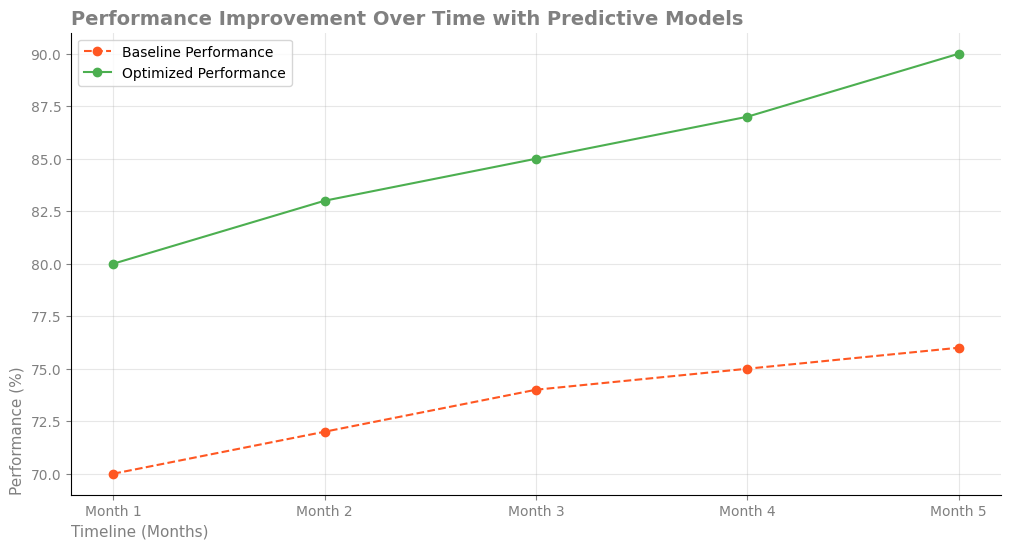 Performance Improvement Over Time with Predictive Models
Baseline Performance
Optimized Performance
90.0
87.5
85.0
82.5
80.0
77.5
75.0
72.5
70.0
Performance (%)
Month 1
Month 2
Month 3
Month 4
Month 5
Timeline (Months)